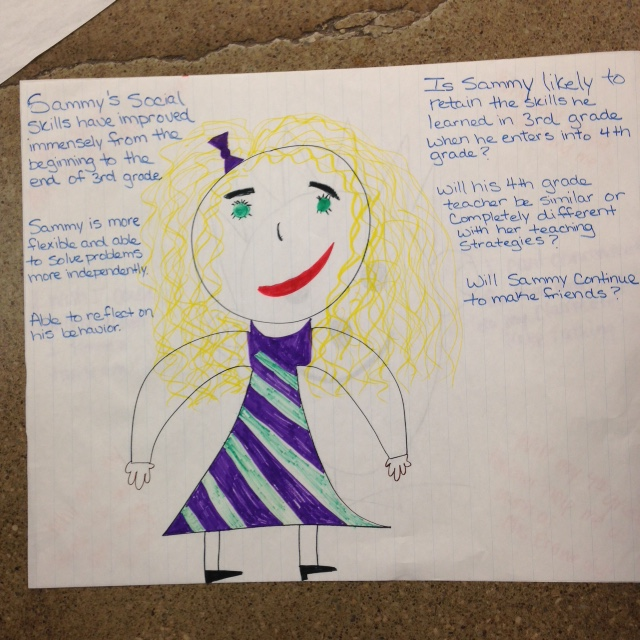 Sammy's Social
skills have improved
immensely from the
beginning to the
end of 3rd grade
Sammy is more
flexible and able
to solve problems
more independently.
Able to reflect on
his behavior.
Is Sammy likely to
retain the skills he
learned in 3rd grade
when he enters into 4th
grade?
Will his 4th grade
teacher be similar or
completely different
with her teaching
strategies?
Will Sammy continue
to make friends?